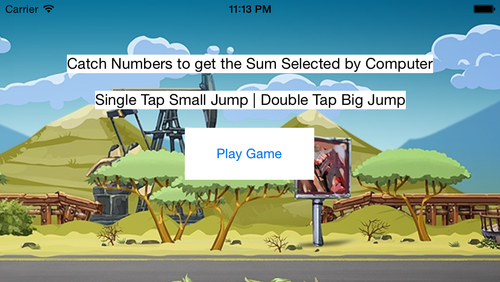 Carrier 11:13 PM
Catch Numbers to get the Sum Selected by Computer
Single Tap Small Jump | Double Tap Big Jump
Play Game